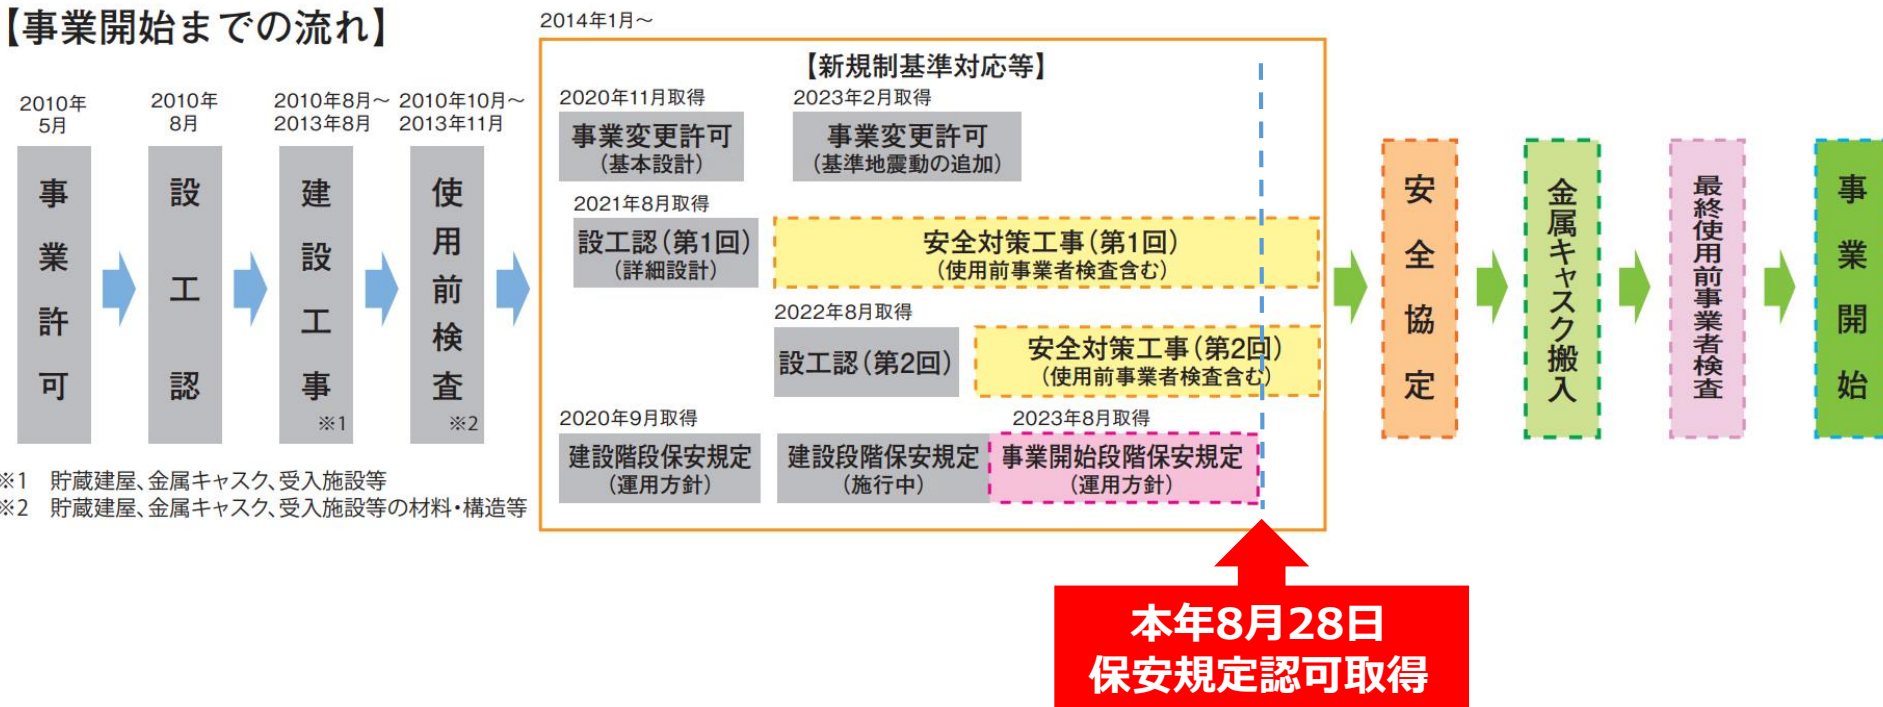 【事業開始までの流れ】
2010年
5月
事業許可
2010年
8月
設工認
2010年8月～
2013年8月
建設工事
※1
2010年10月～
2013年11月
使用前検査
※2
※1 貯蔵建屋、金属キャスク、受入施設等
※2 貯蔵建屋、金属キャスク、受入施設等の材料・構造等
2014年1月～
【新規制基準対応等】
2020年11月取得
事業変更許可
（基本設計）
2023年2月取得
事業変更許可
（基準地震動の追加）
2021年8月取得
設工認（第1回）
（詳細設計）
安全対策工事（第1回）
（使用前事業者検査含む）
2022年8月取得
設工認（第2回）
安全対策工事（第2回）
（使用前事業者検査含む）
2020年9月取得
建設階段保安規定
（運用方針）
建設段階保安規定
（施行中）
2023年8月取得
事業開始段階保安規定
（運用方針）
本年8月28日
保安規定認可取得
安全協定
金属キャスク搬入
最終使用前事業者検査
事業開始